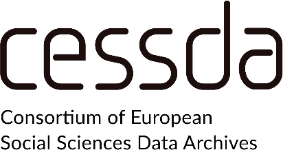 cessda
Consortium of European
Social Sciences Data Archives